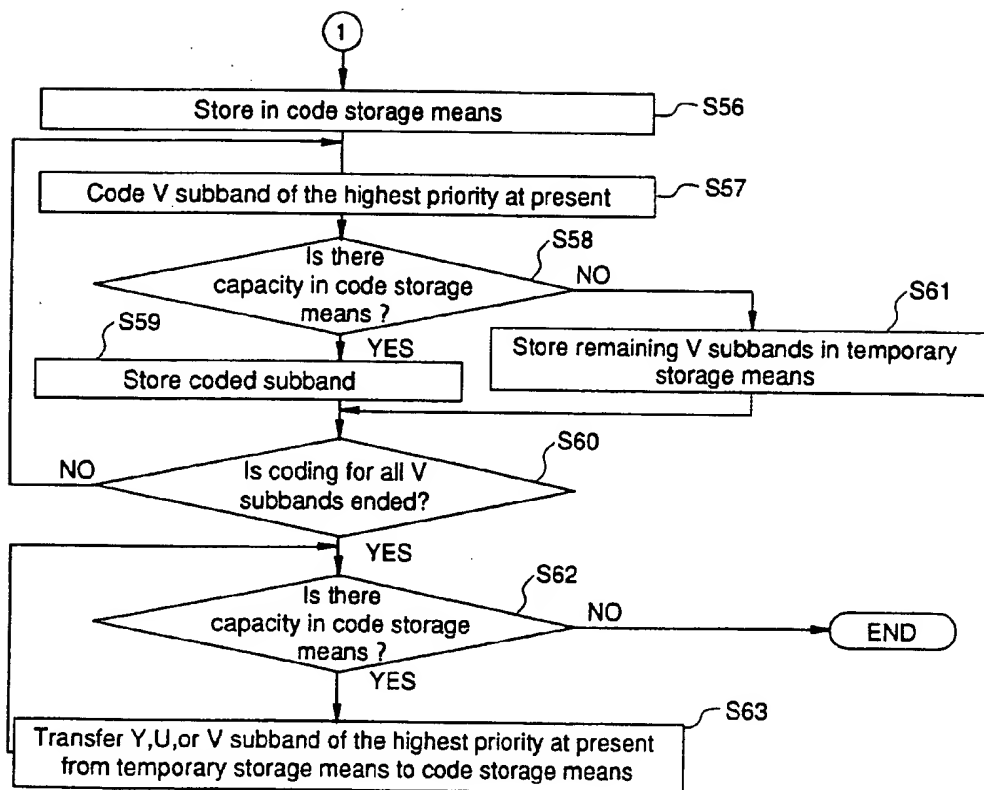 1
Store in code storage means
S56
Code V subband of the highest priority at present
S57
Is there
capacity in code storage
means ?
S58
NO
YES
S59
Store coded subband
S61
Store remaining V subbands in temporary
storage means
Is coding for all V
subbands ended?
S60
NO
YES
Is there
capacity in code storage
means ?
S62
NO
END
YES
S63
Transfer Y,U,or V subband of the highest priority at present
from temporary storage means to code storage means